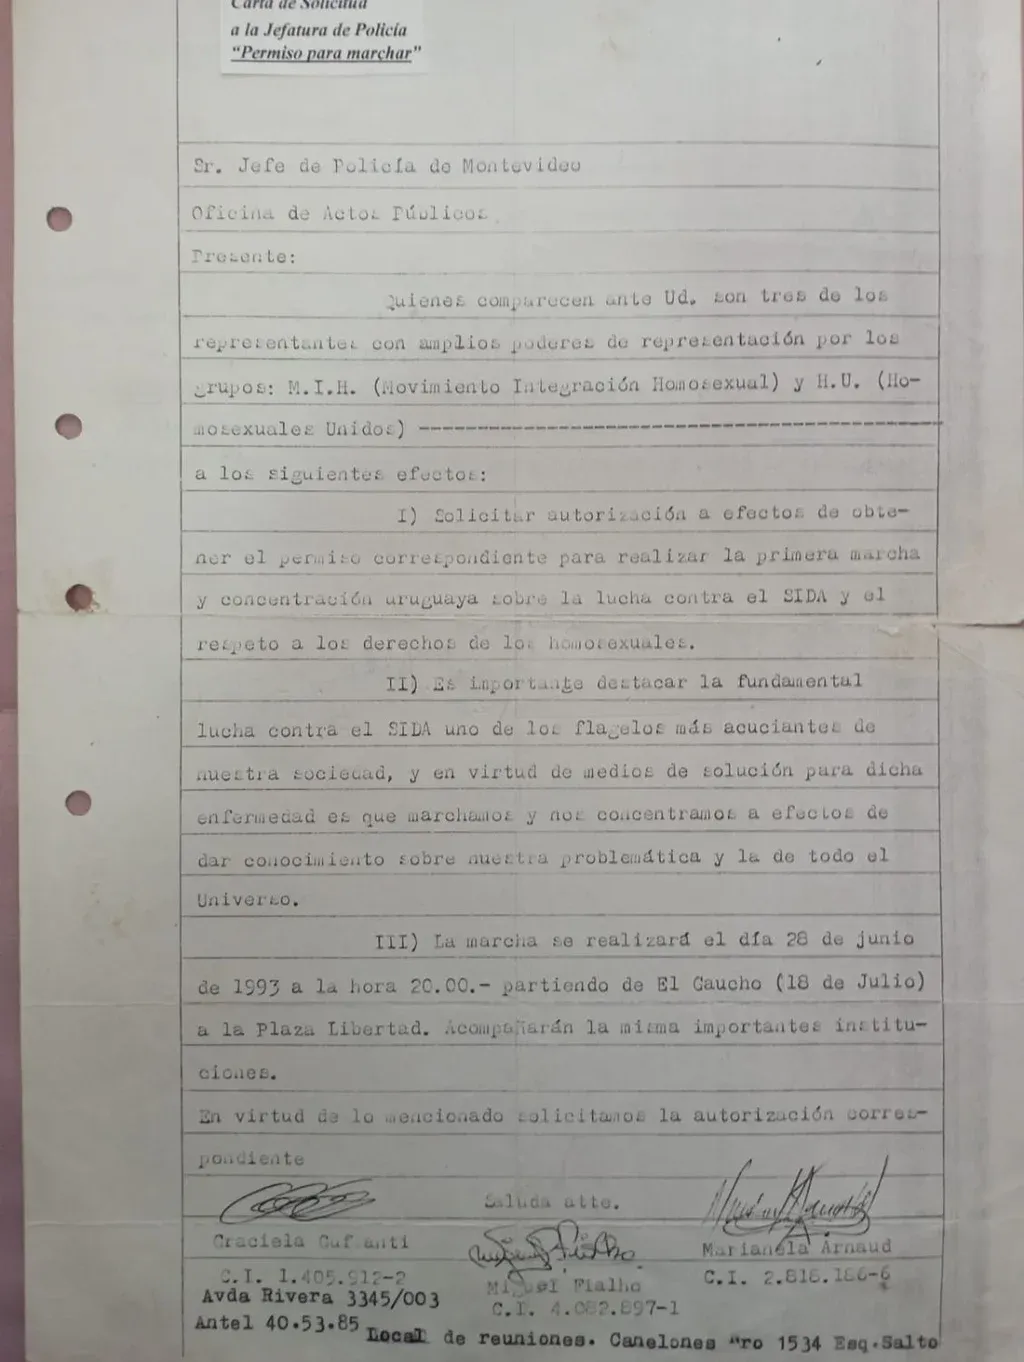 Carta de Solicitud
a la Jefatura de Policía
“Permiso para marchar”
Sr. Jefe de Policía de Montevideo
Oficina de Actos Públicos.
Presente:
Quienes comparecen ante Ud. son tres de los
representantes con amplios poderes de representación por los
grupos: M.I.H. (Movimiento Integración Homosexual) y H.U. (Ho-
mosexuales Unidos) ------------------------------------------------
a los siguientes efectos:
I) Solicitar autorización a efectos de obte-
ner el permiso correspondiente para realizar la primera marcha
y concentración uruguaya sobre la lucha contra el SIDA y el
respeto a los derechos de los homosexuales.
II) Es importante destacar la fundamental
lucha contra el SIDA uno de los flagelos más acuciantes de
nuestra sociedad, y en virtud de medios de solución para dicha
enfermedad es que marchamos y nos concentramos a efectos de
dar conocimiento sobre nuestra problemática y la de todo el
Universo.
III) La marcha se realizará el día 28 de junio
de 1993 a la hora 20.00.- partiendo de El Gaucho (18 de Julio)
a la Plaza Libertad. Acompañarán la misma importantes institu-
ciones.
En virtud de lo mencionado solicitamos la autorización corres-
pondiente
Saluda atte.
Graciela Gufanti
Marianela Arnaud
C.I. 1.405.912-2
Miguel Fialho
C.I. 2.818.186-6
Avda Rivera 3345/003
C.I. 4.082.897-1
Antel 40.53.85
Local de reuniones. Canelones Nro 1534 Esq.Salto